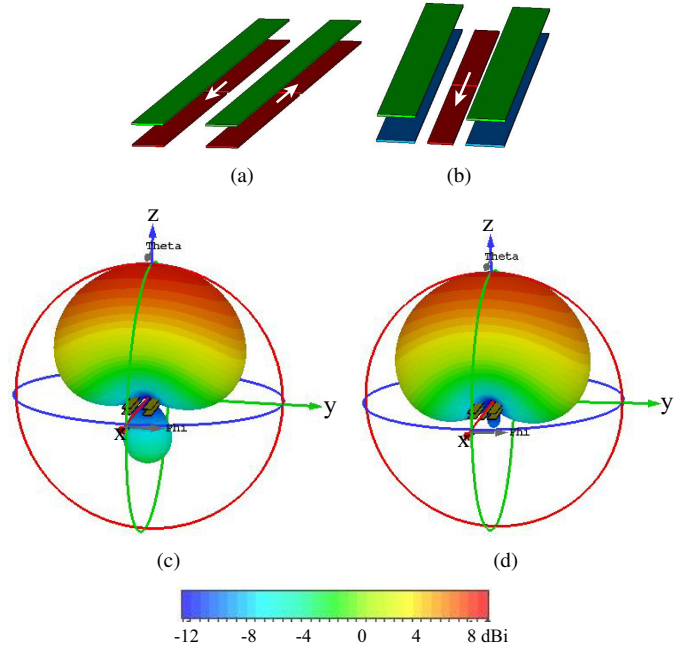 (a)
(b)
z
Theta
y
x
Phi
(c)
z
Theta
y
x
Phi
(d)
-12 -8 -4 0 4 8 dBi